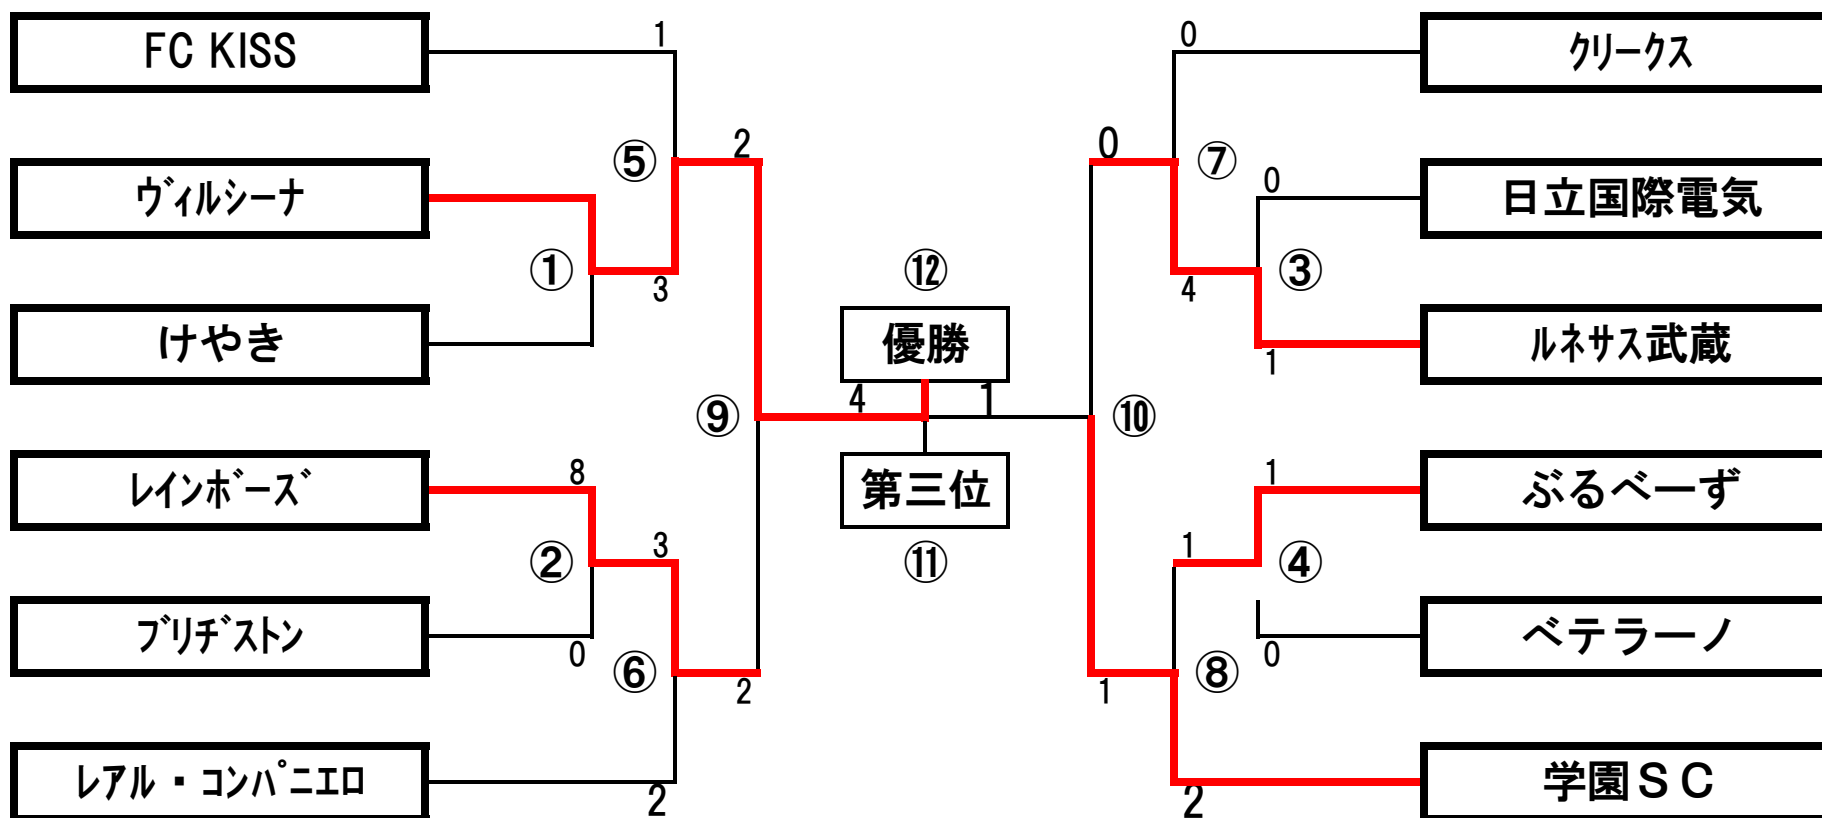 FC KISS
1
0
クリークス
ヴィルシーナ
⑤
2
0
⑦
0
日立国際電気
①
3
⑫
4
③
けやき
優勝
1
ルネサス武蔵
4
1
⑨
⑩
レインボーズ
8
第三位
1
ぶるべーず
②
3
⑪
1
④
ブリヂストン
0
⑥
2
1
⑧
0
ベテラーノ
レアル・コンパニエロ
2
2
学園SC